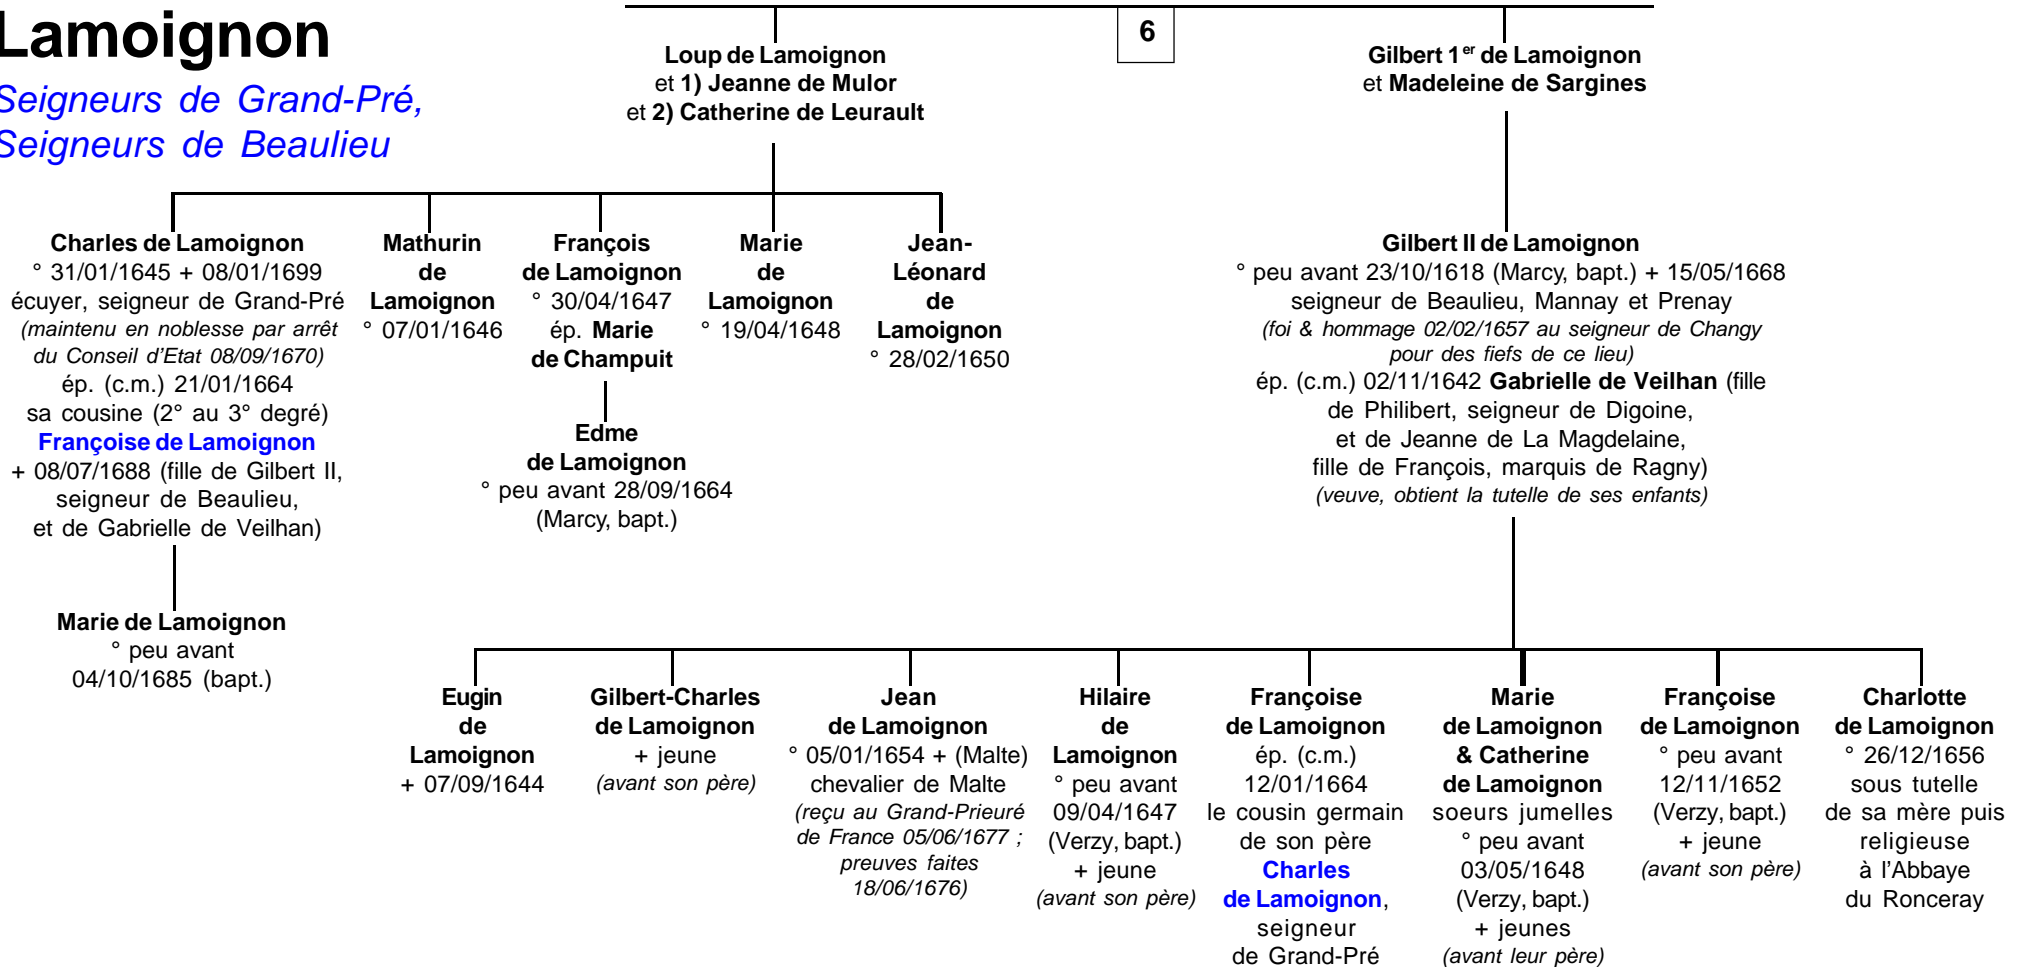 Lamoignon
Seigneurs de Grand-Pré,
Seigneurs de Beaulieu
6
Loup de Lamoignon
et 1) Jeanne de Mulor
et 2) Catherine de Leurault
Gilbert 1er de Lamoignon
et Madeleine de Sargines
Charles de Lamoignon
° 31/01/1645 + 08/01/1699
écuyer, seigneur de Grand-Pré
(maintenu en noblesse par arrêt
du Conseil d'Etat 08/09/1670)
ép. (c.m.) 21/01/1664
sa cousine (2° au 3° degré)
Françoise de Lamoignon
+ 08/07/1688 (fille de Gilbert II,
seigneur de Beaulieu,
et de Gabrielle de Veilhan)
Mathurin
de
Lamoignon
° 07/01/1646
François
de Lamoignon
° 30/04/1647
ép. Marie
de Champuit
Marie
de
Lamoignon
° 19/04/1648
Jean-
Léonard
de
Lamoignon
° 28/02/1650
Gilbert II de Lamoignon
° peu avant 23/10/1618 (Marcy, bapt.) + 15/05/1668
seigneur de Beaulieu, Mannay et Prenay
(foi & hommage 02/02/1657 au seigneur de Changy
pour des fiefs de ce lieu)
ép. (c.m.) 02/11/1642 Gabrielle de Veilhan (fille
de Philibert, seigneur de Digoine,
et de Jeanne de La Magdelaine,
fille de François, marquis de Ragny)
(veuve, obtient la tutelle de ses enfants)
Edme
de Lamoignon
° peu avant 28/09/1664
(Marcy, bapt.)
Marie de Lamoignon
° peu avant
04/10/1685 (bapt.)
Eugin
de
Lamoignon
+ 07/09/1644
Gilbert-Charles
de Lamoignon
+ jeune
(avant son père)
Jean
de Lamoignon
° 05/01/1654 + (Malte)
chevalier de Malte
(reçu au Grand-Prieuré
de France 05/06/1677 ;
preuves faites
18/06/1676)
Hilaire
de
Lamoignon
° peu avant
09/04/1647
(Verzy, bapt.)
+ jeune
(avant son père)
Françoise
de Lamoignon
ép. (c.m.)
12/01/1664
le cousin germain
de son père
Charles
de Lamoignon,
seigneur
de Grand-Pré
Marie
de Lamoignon
& Catherine
de Lamoignon
soeurs jumelles
° peu avant
03/05/1648
(Verzy, bapt.)
+ jeunes
(avant leur père)
Françoise
de Lamoignon
° peu avant
12/11/1652
(Verzy, bapt.)
+ jeune
(avant son père)
Charlotte
de Lamoignon
° 26/12/1656
sous tutelle
de sa mère puis
religieuse
à l'Abbaye
du Ronceray